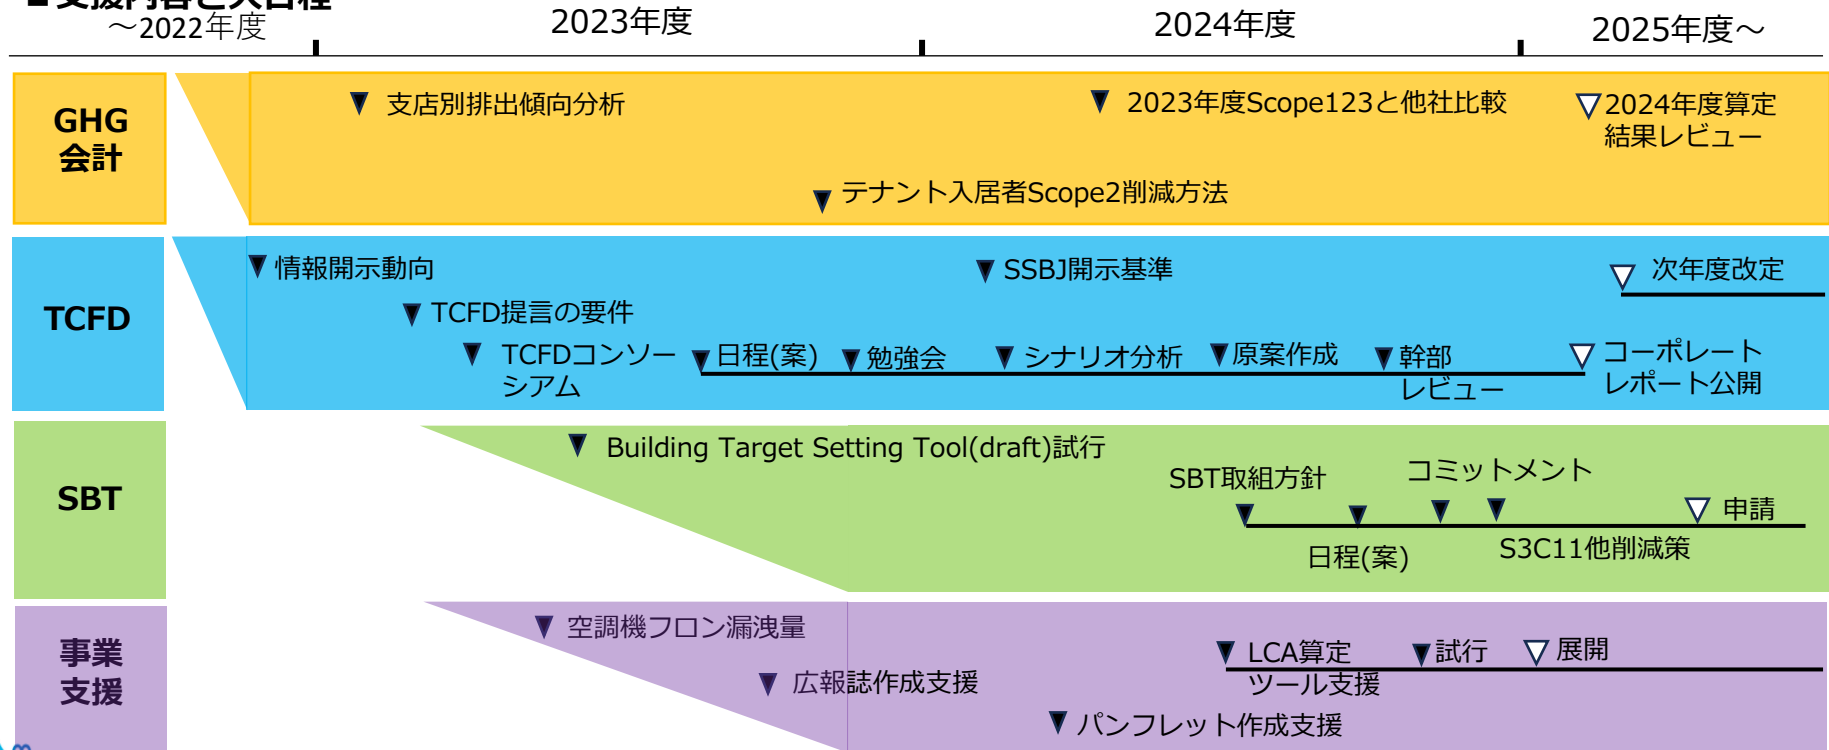 ■支援内容と大日程
～2022年度
2023年度
2024年度
2025年度～
GHG
会計
▼ 支店別排出傾向分析
▼ 2023年度Scope123と他社比較
▽2024年度算定
結果レビュー
▼ テナント入居者Scope2削減方法
TCFD
▼情報開示動向
▼ SSBJ開示基準
▽ 次年度改定
▼ TCFD提言の要件
▼ TCFDコンソー
シアム
▼日程(案)
▼勉強会
▼シナリオ分析
▼原案作成
▼幹部
レビュー
▽コーポレート
レポート公開
SBT
▼ Building Target Setting Tool(draft)試行
SBT取組方針
コミットメント
▽ 申請
日程(案)
S3C11他削減策
事業
支援
▼ 空調機フロン漏洩量
▼ LCA算定
ツール支援
▼試行
▽ 展開
▼ 広報誌作成支援
▼ パンフレット作成支援